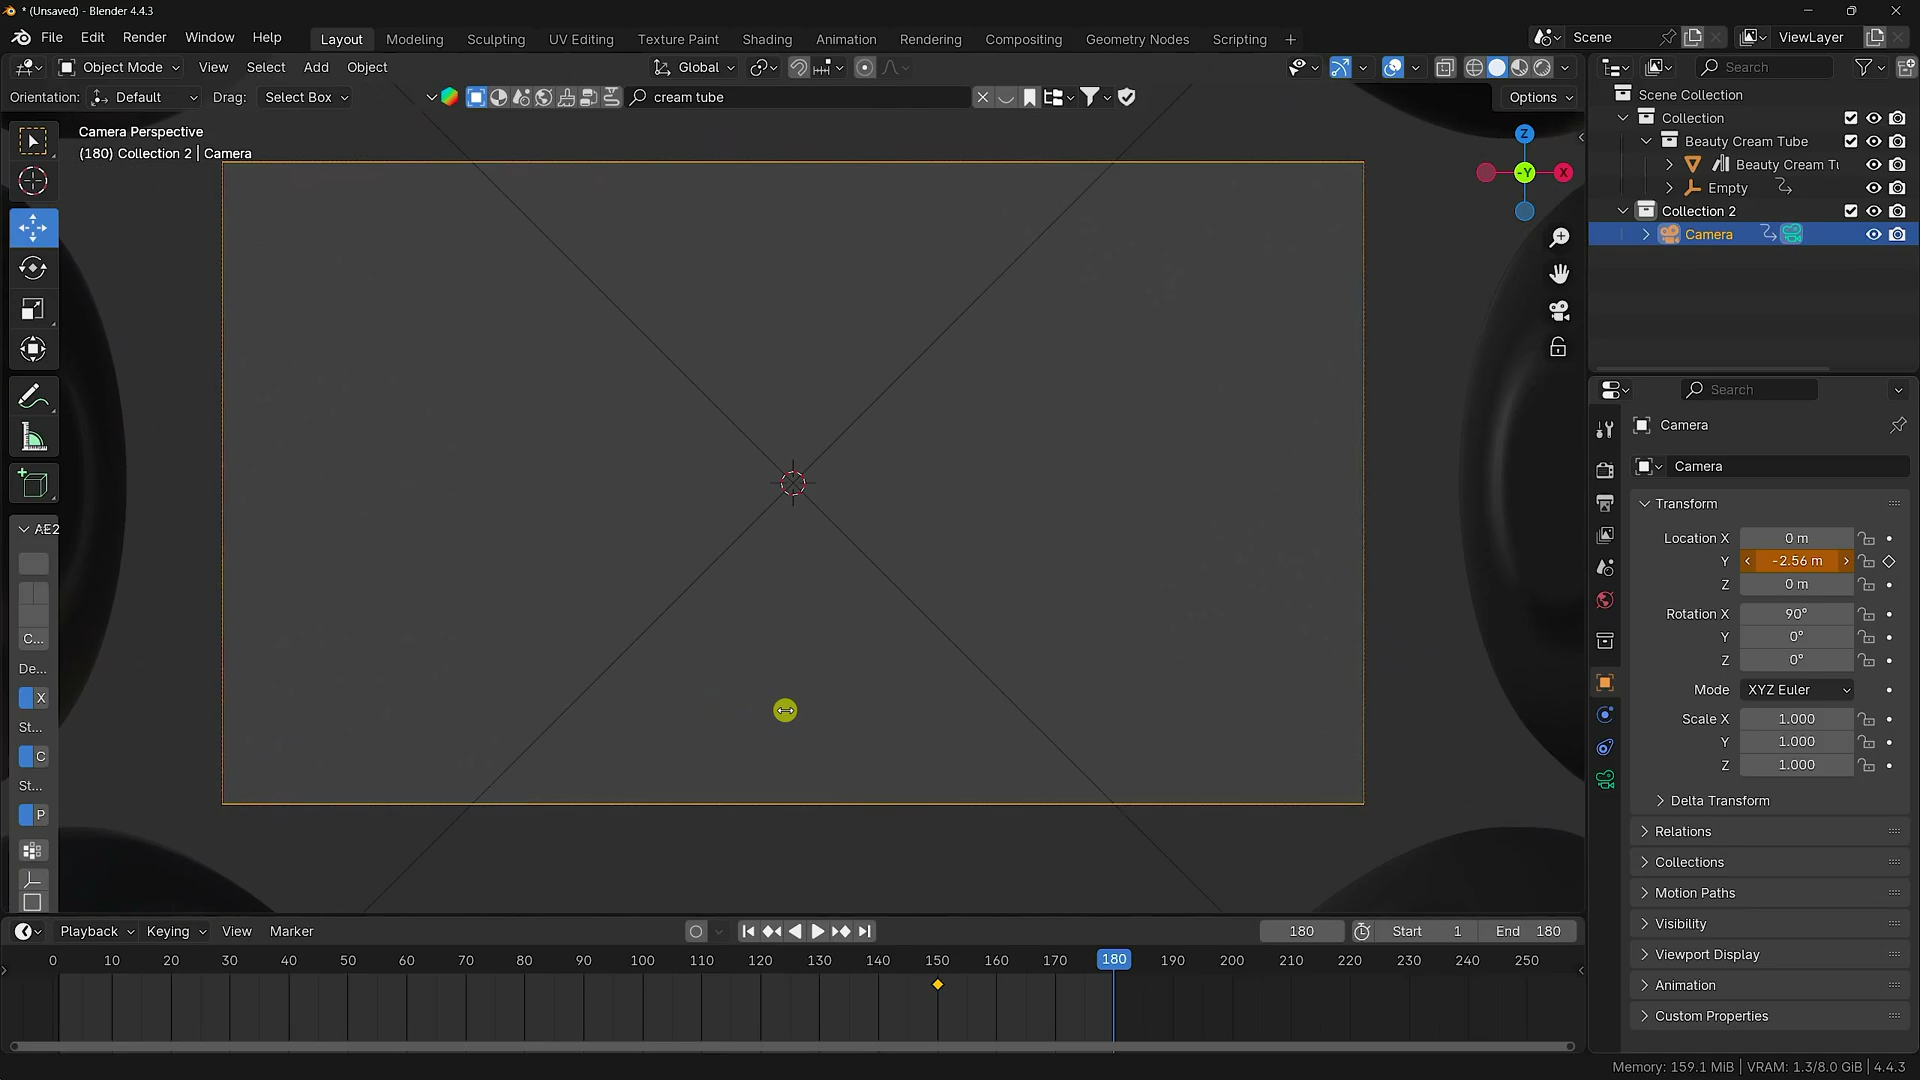 * (Unsaved) - Blender 4.4.3
File Edit Render Window Help
Layout Modeling Sculpting UV Editing Texture Paint Shading Animation Rendering Compositing Geometry Nodes Scripting +
Scene
ViewLayer
Object Mode View Select Add Object
Global
Search
Orientation: Default Drag: Select Box
cream tube
Options
Camera Perspective
(180) Collection 2 | Camera
Z
-Y
X
Scene Collection
Collection
Beauty Cream Tube
Beauty Cream Tu
Empty
Collection 2
Camera
AE2
C...
De...
X
St...
C
St...
P
Search
Camera
Camera
Transform
Location X 0 m
Y -2.56 m
Z 0 m
Rotation X 90°
Y 0°
Z 0°
Mode XYZ Euler
Scale X 1.000
Y 1.000
Z 1.000
Delta Transform
Relations
Collections
Motion Paths
Visibility
Viewport Display
Animation
Custom Properties
Playback Keying View Marker
180
Start 1 End 180
0 10 20 30 40 50 60 70 80 90 100 110 120 130 140 150 160 170 180 190 200 210 220 230 240 250
Memory: 159.1 MiB | VRAM: 1.3/8.0 GiB | 4.4.3